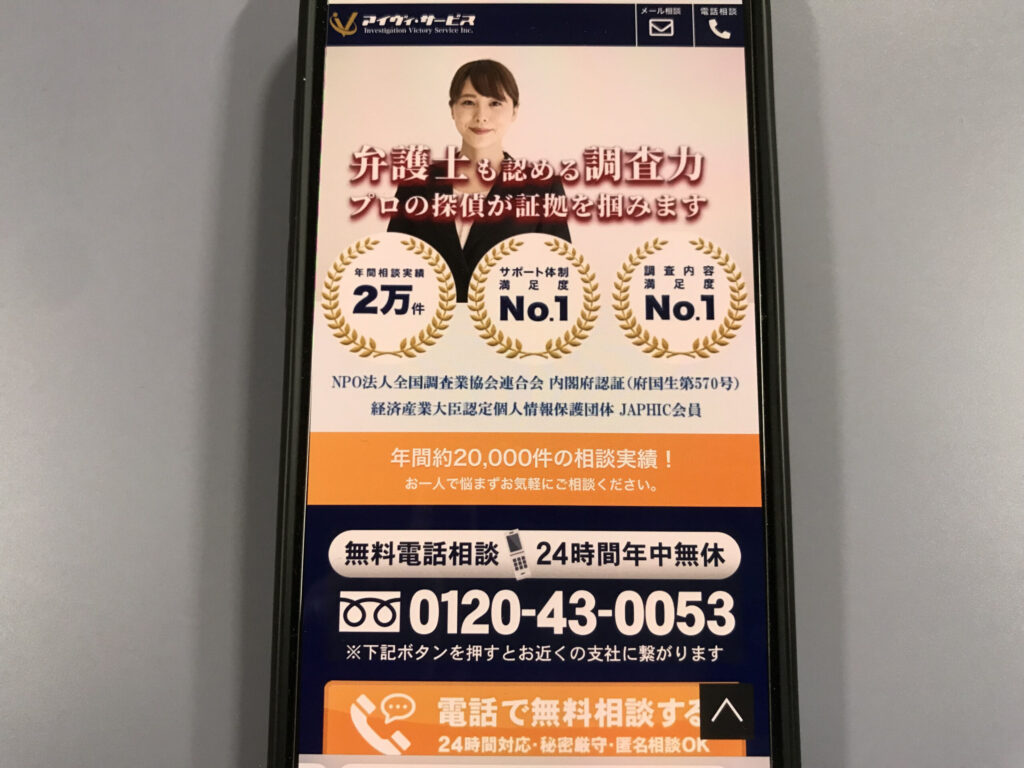 アイヴィ・サービス
Investigation Victory Service Inc.
メール相談
電話相談
弁護士も認める調査力
プロの探偵が証拠を掴みます
年間相談実績
2万件
サポート体制
満足度
No.1
調査内容
満足度
No.1
NPO法人全国調査業協会連合会 内閣府認証(府国生第570号)
経済産業大臣認定個人情報保護団体 JAPHIC会員
年間約20,000件の相談実績！
お一人で悩まずお気軽にご相談ください。
無料電話相談 24時間年中無休
0120-43-0053
※下記ボタンを押すとお近くの支社に繋がります
電話で無料相談する
24時間対応・秘密厳守・匿名相談OK